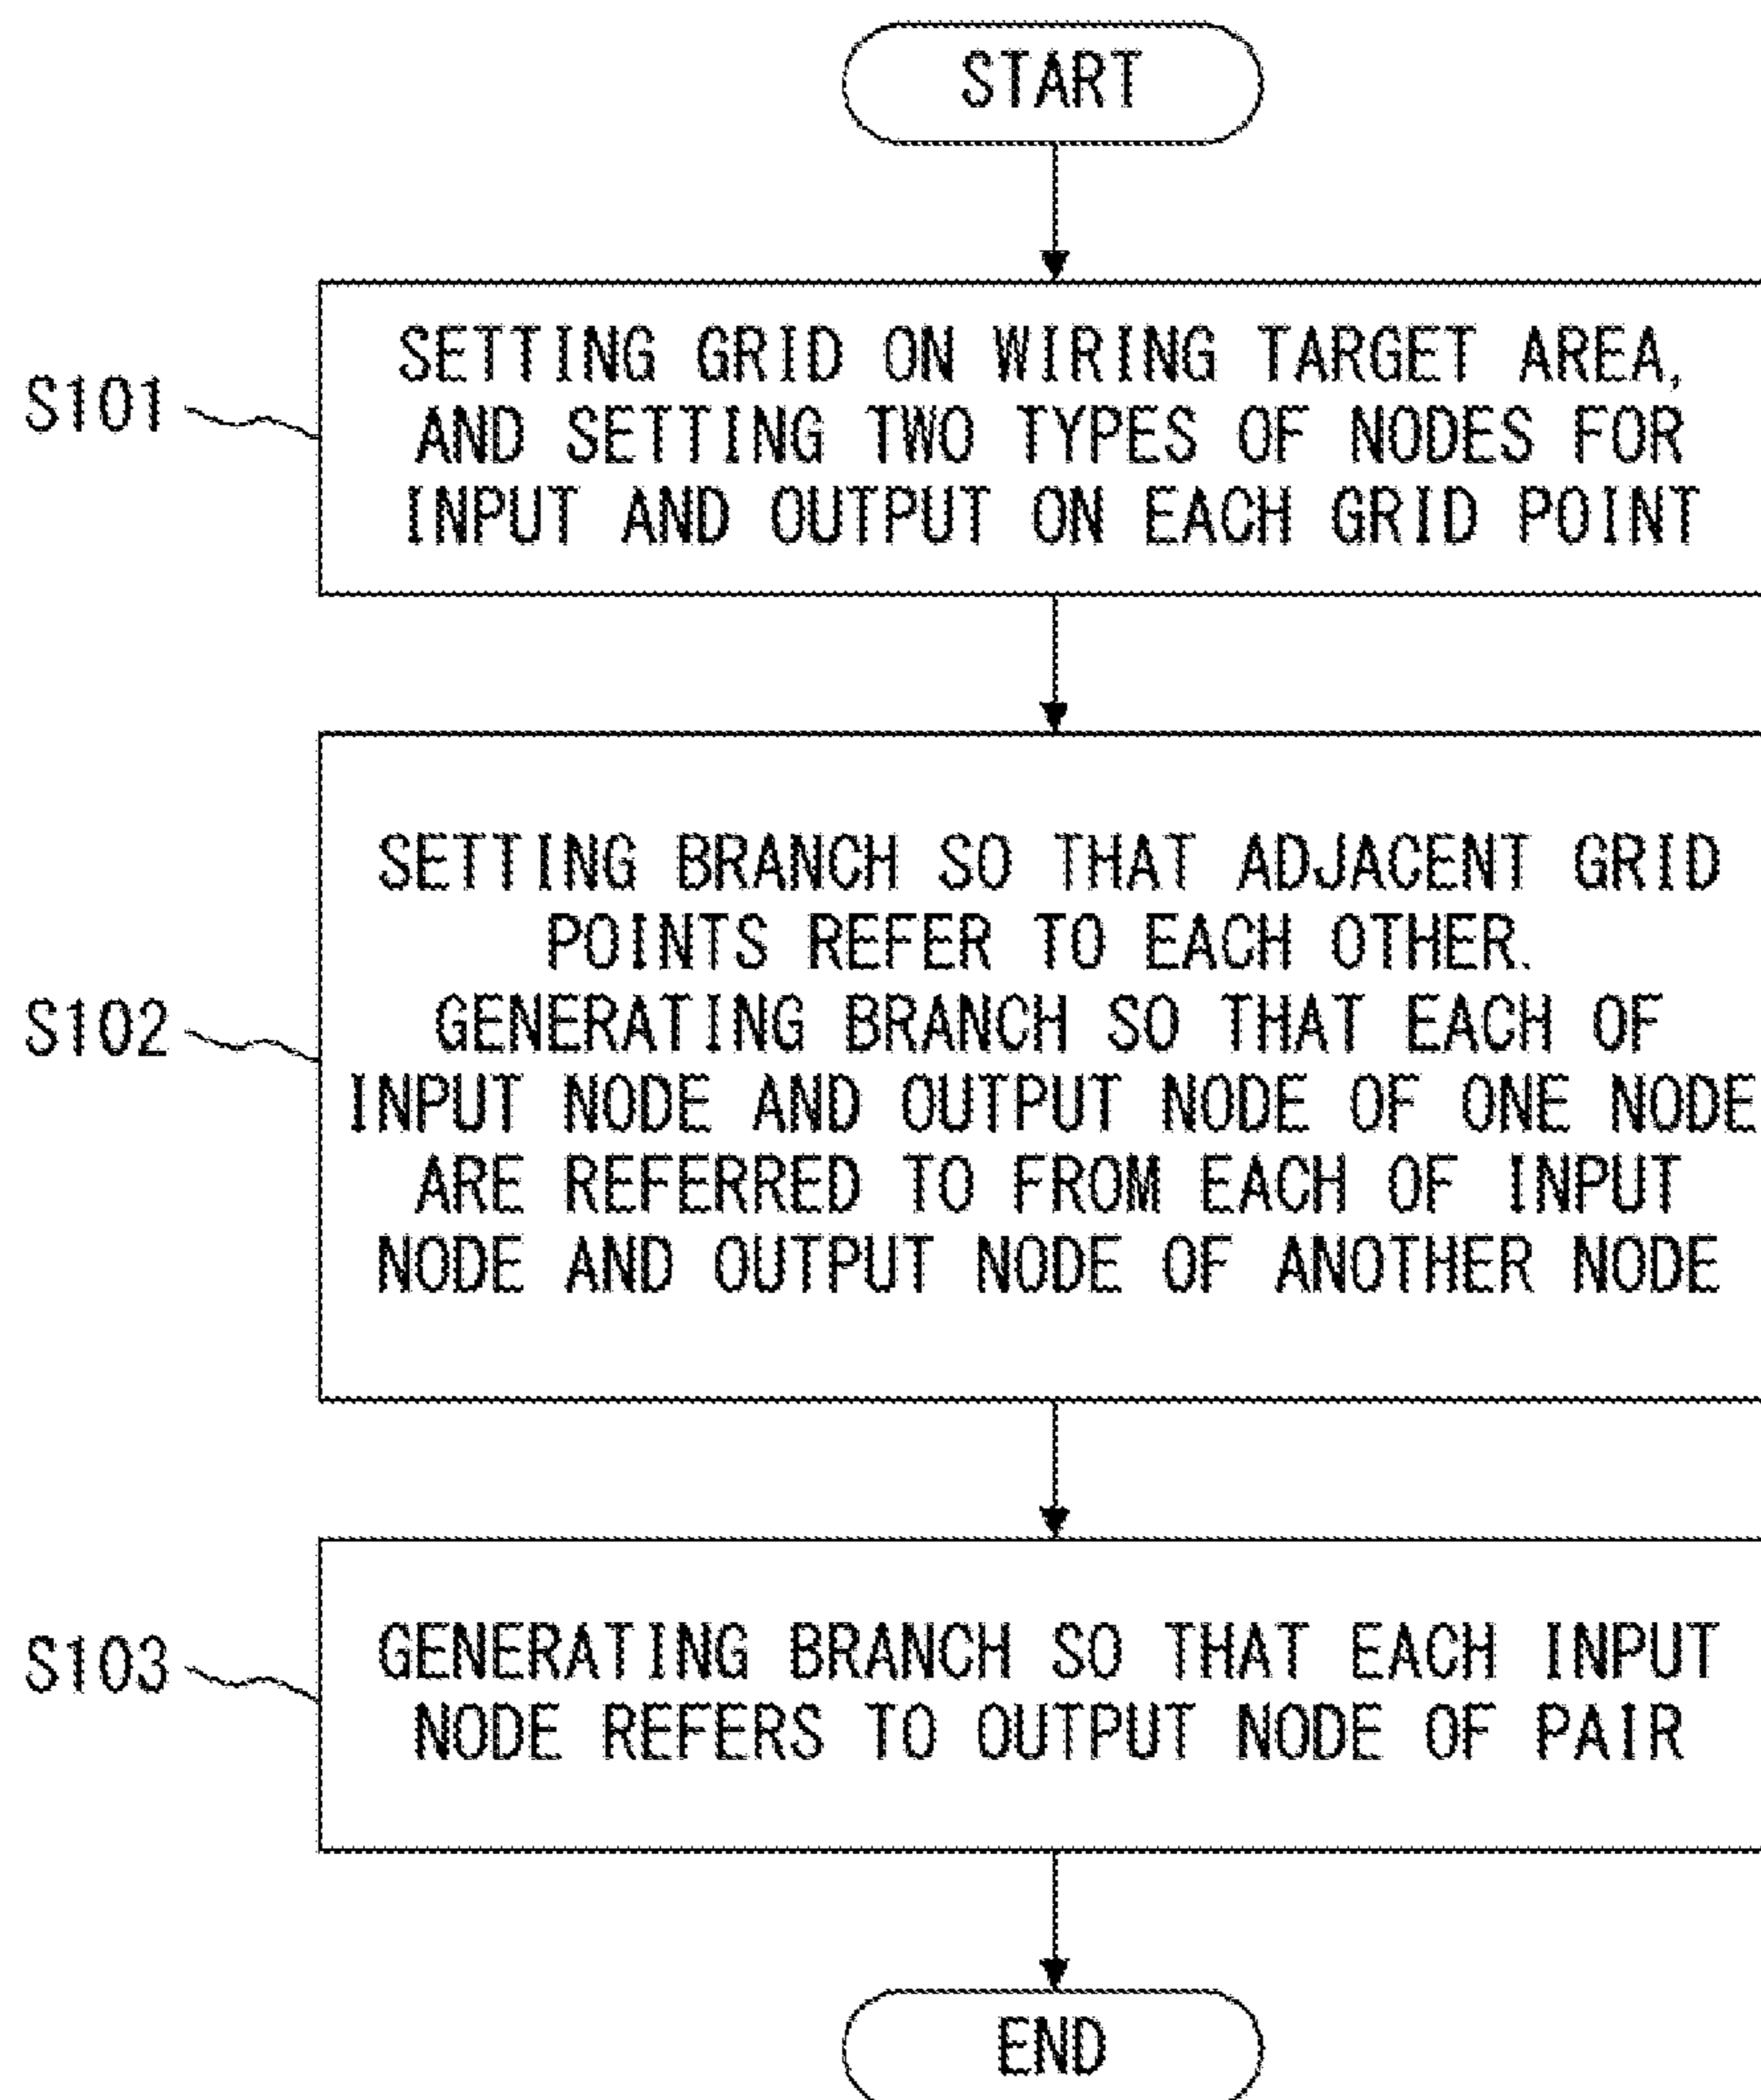 START
S101
SETTING GRID ON WIRING TARGET AREA,
AND SETTING TWO TYPES OF NODES FOR
INPUT AND OUTPUT ON EACH GRID POINT
S102
SETTING BRANCH SO THAT ADJACENT GRID
POINTS REFER TO EACH OTHER.
GENERATING BRANCH SO THAT EACH OF
INPUT NODE AND OUTPUT NODE OF ONE NODE
ARE REFERRED TO FROM EACH OF INPUT
NODE AND OUTPUT NODE OF ANOTHER NODE
S103
GENERATING BRANCH SO THAT EACH INPUT
NODE REFERS TO OUTPUT NODE OF PAIR
END